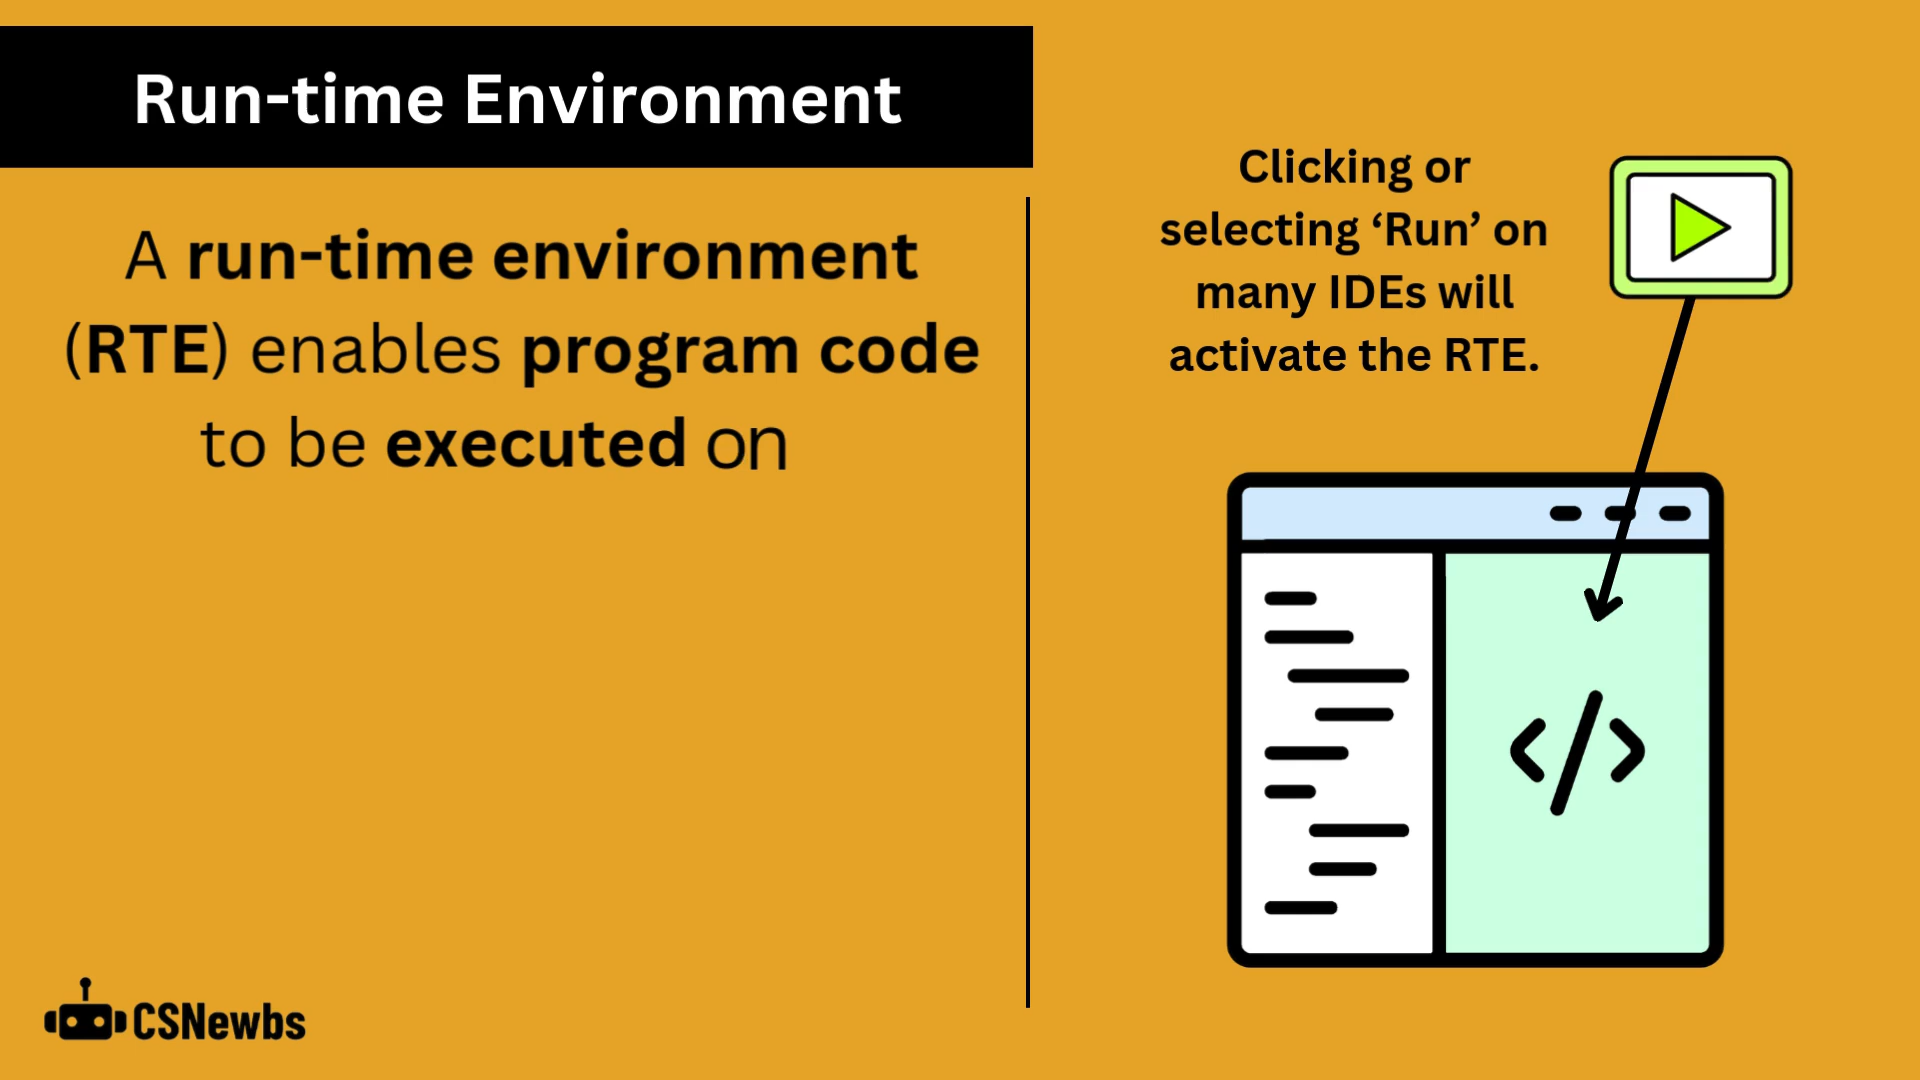 Run-time Environment
A run-time environment
(RTE) enables program code
to be executed on
Clicking or
selecting ‘Run’ on
many IDEs will
activate the RTE.
</>
CSNewbs